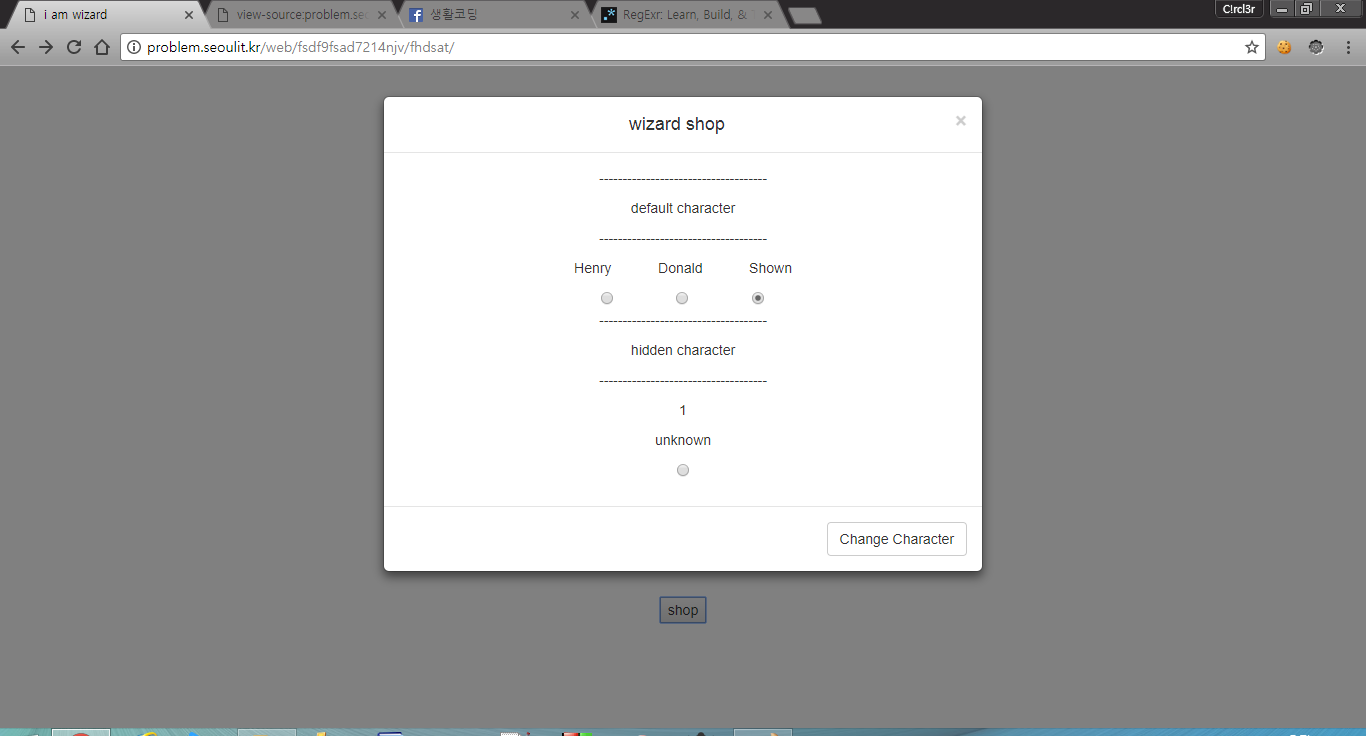 i am wizard
view-source:problem.se
생활코딩
RegExr: Learn, Build, &
C!rcl3r
problem.seoulit.kr/web/fsdf9fsad7214njv/fhdsat/
wizard shop
×
------------------------------------
default character
------------------------------------
Henry Donald Shown
------------------------------------
hidden character
------------------------------------
1
unknown
Change Character
shop